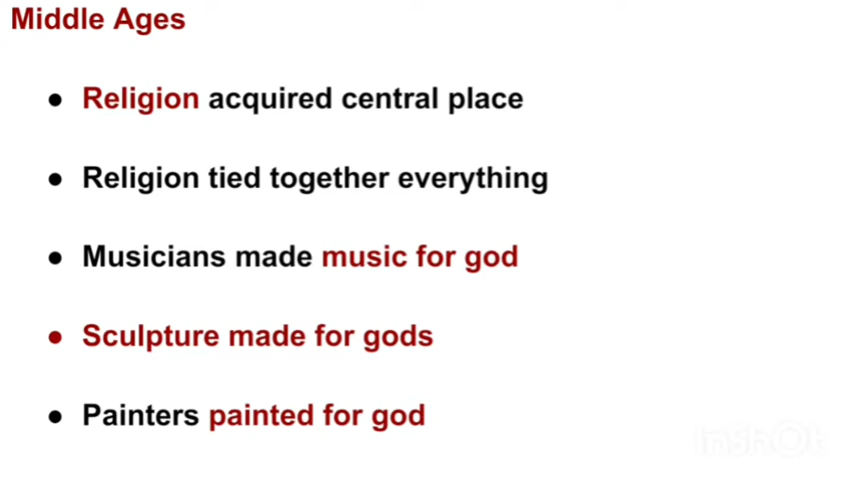 Middle Ages
● Religion acquired central place
● Religion tied together everything
● Musicians made music for god
● Sculpture made for gods
● Painters painted for god
InShOt